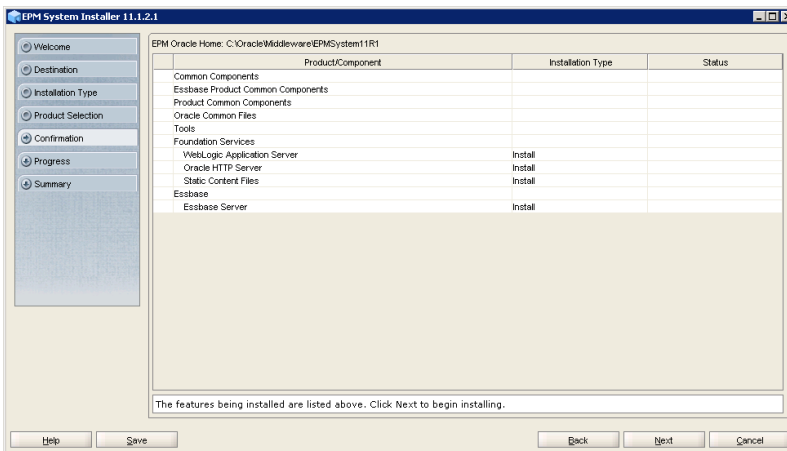 EPM System Installer 11.1.2.1
Welcome
Destination
Installation Type
Product Selection
Confirmation
Progress
Summary
EPM Oracle Home: C:\Oracle\Middleware\EPMSystem11R1
Product/Component Installation Type Status
Common Components
Essbase Product Common Components
Product Common Components
Oracle Common Files
Tools
Foundation Services
WebLogic Application Server Install
Oracle HTTP Server Install
Static Content Files Install
Essbase
Essbase Server Install
The features being installed are listed above. Click Next to begin installing.
Help Save Back Next Cancel